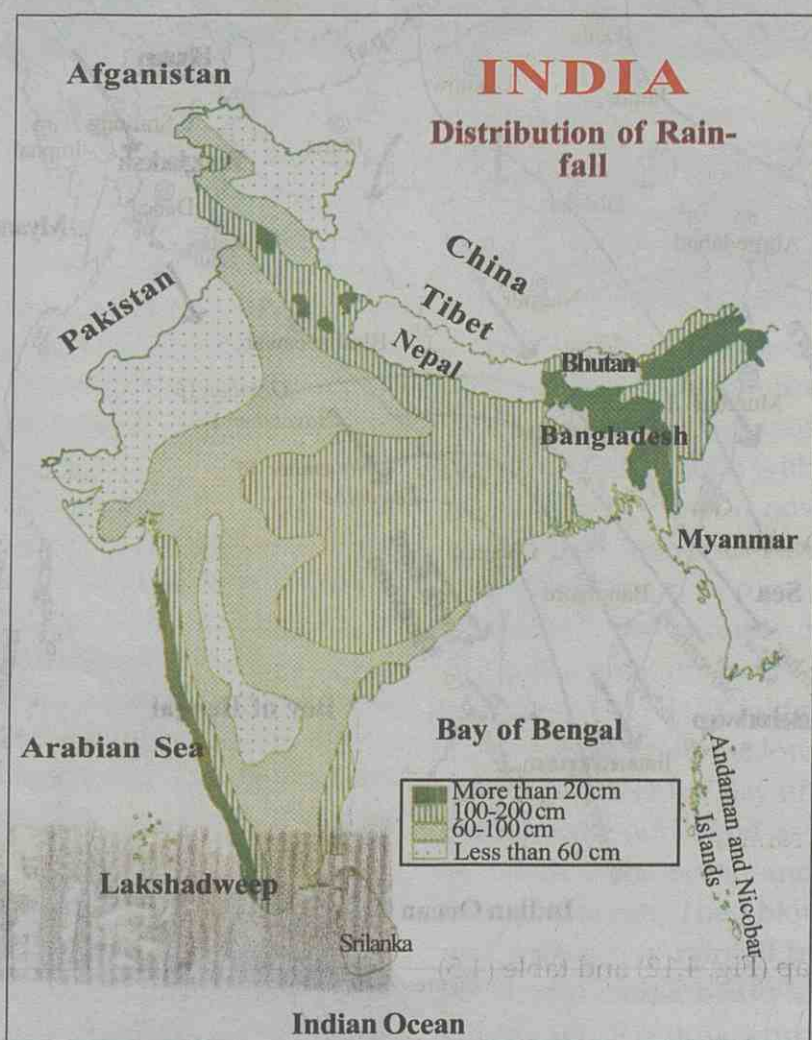 Afganistan
INDIA
Distribution of Rain-
fall
China
Tibet
Pakistan
Nepal
Bhutan
Bangladesh
Myanmar
Arabian Sea
Bay of Bengal
More than 20cm
100-200 cm
60-100 cm
Less than 60 cm
Andaman and Nicobar
Islands
Lakshadweep
Srilanka
Indian Ocean